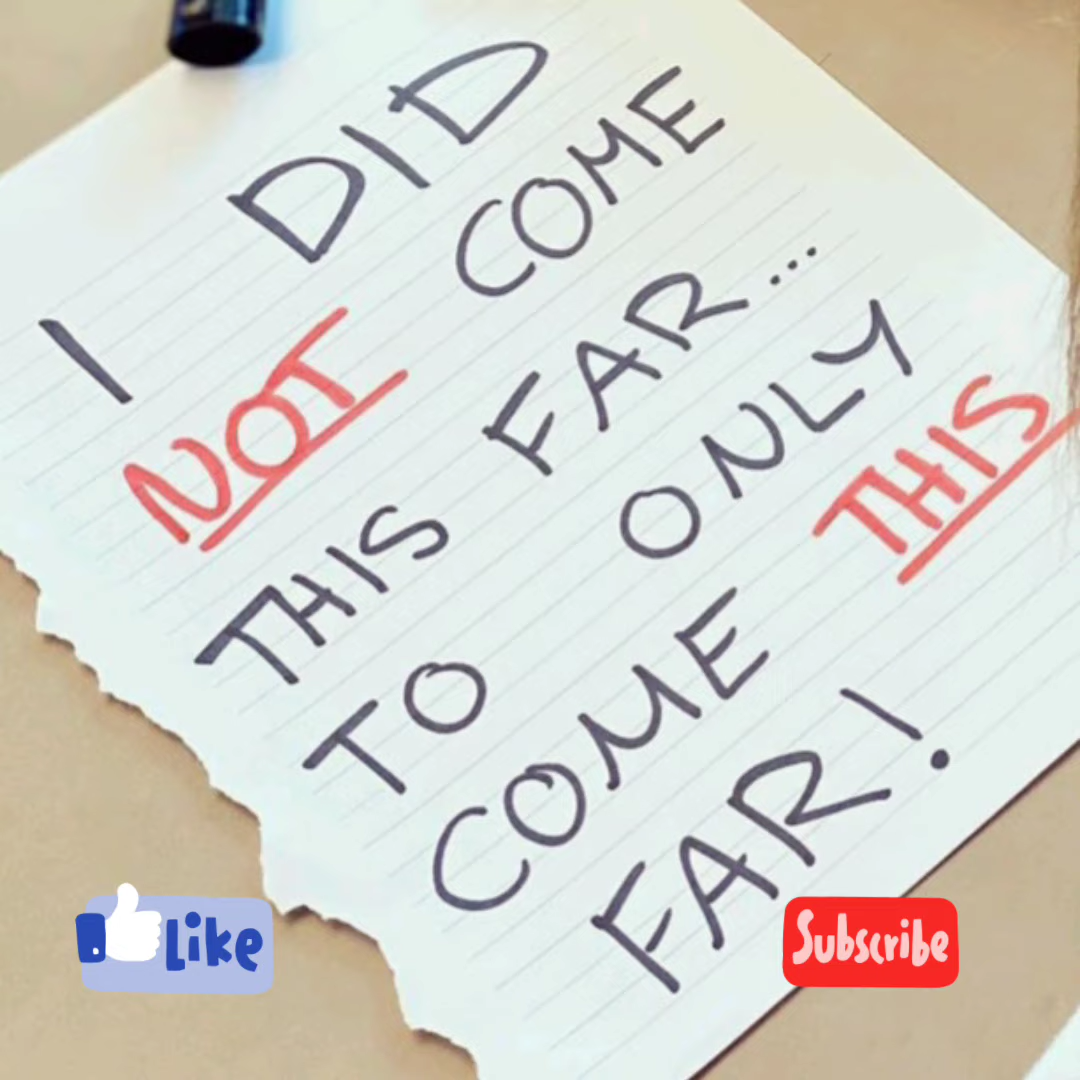 I DID
NOT COME
THIS FAR...
TO ONLY
COME THIS
FAR!
Like
Subscribe